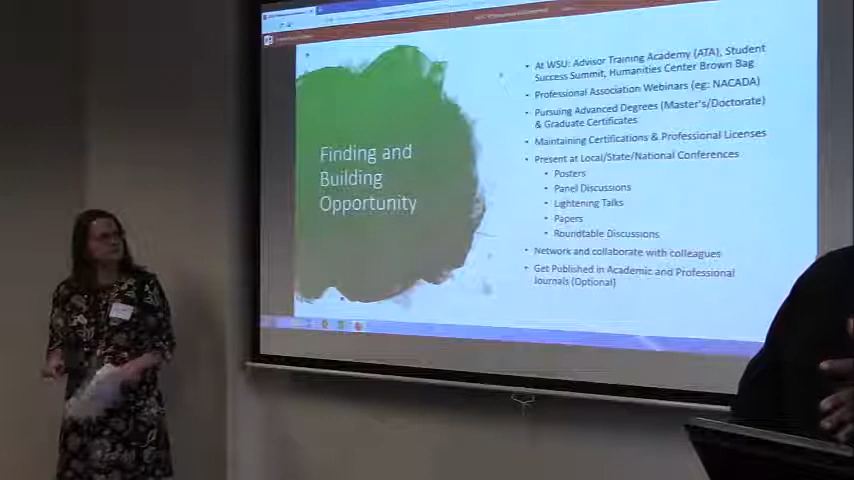 Finding and
Building
Opportunity
• At WSU: Advisor Training Academy (ATA), Student
Success Summit, Humanities Center Brown Bag
• Professional Association Webinars (eg: NACADA)
• Pursuing Advanced Degrees (Master's/Doctorate)
& Graduate Certificates
• Maintaining Certifications & Professional Licenses
• Present at Local/State/National Conferences
• Posters
• Panel Discussions
• Lightening Talks
• Papers
• Roundtable Discussions
• Network and collaborate with colleagues
• Get Published in Academic and Professional
Journals (Optional)